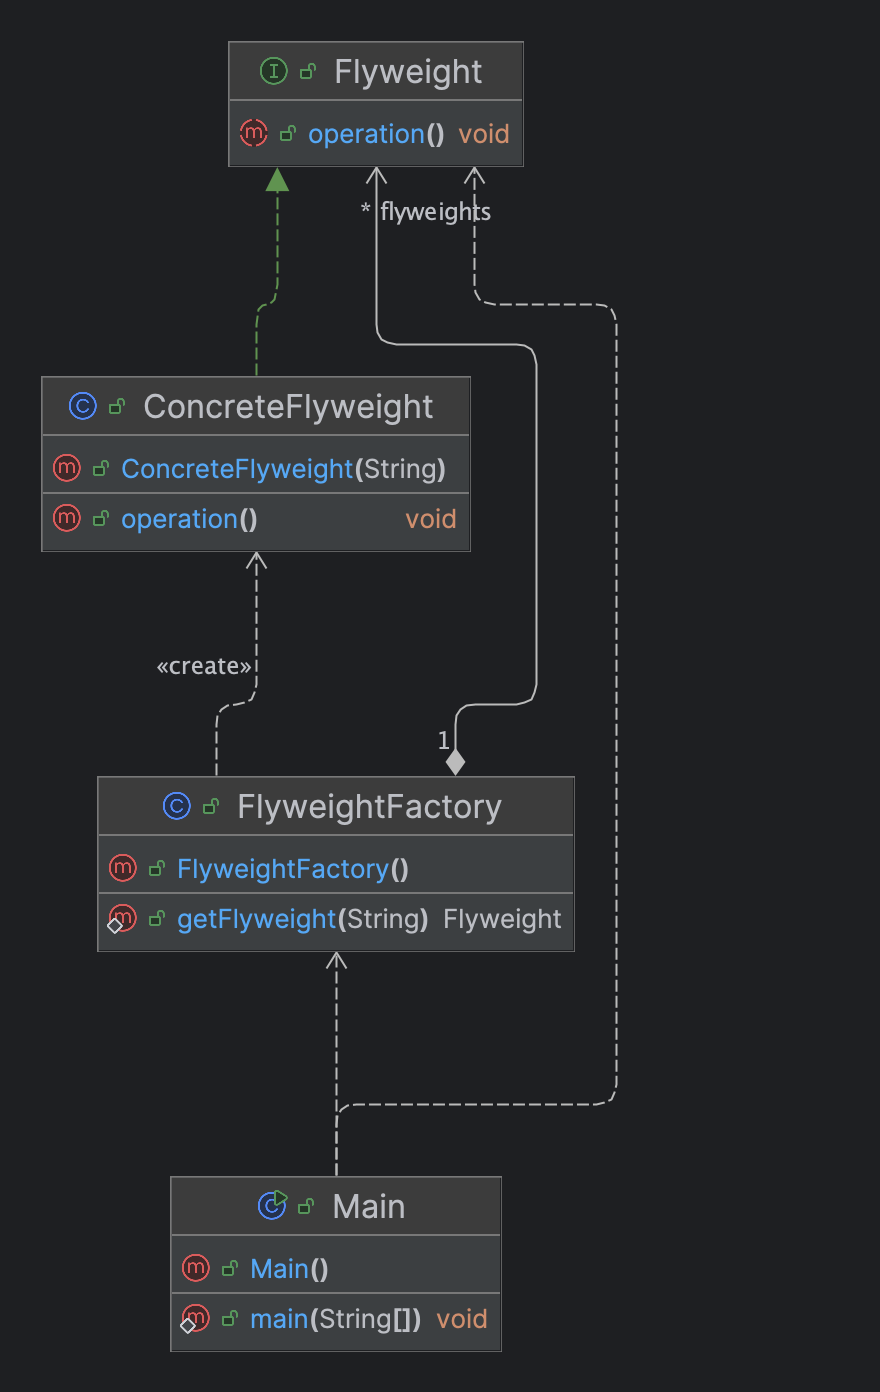 Flyweight
operation() void
* flyweights
ConcreteFlyweight
ConcreteFlyweight(String)
operation() void
«create»
1
FlyweightFactory
FlyweightFactory()
getFlyweight(String) Flyweight
Main
Main()
main(String[]) void